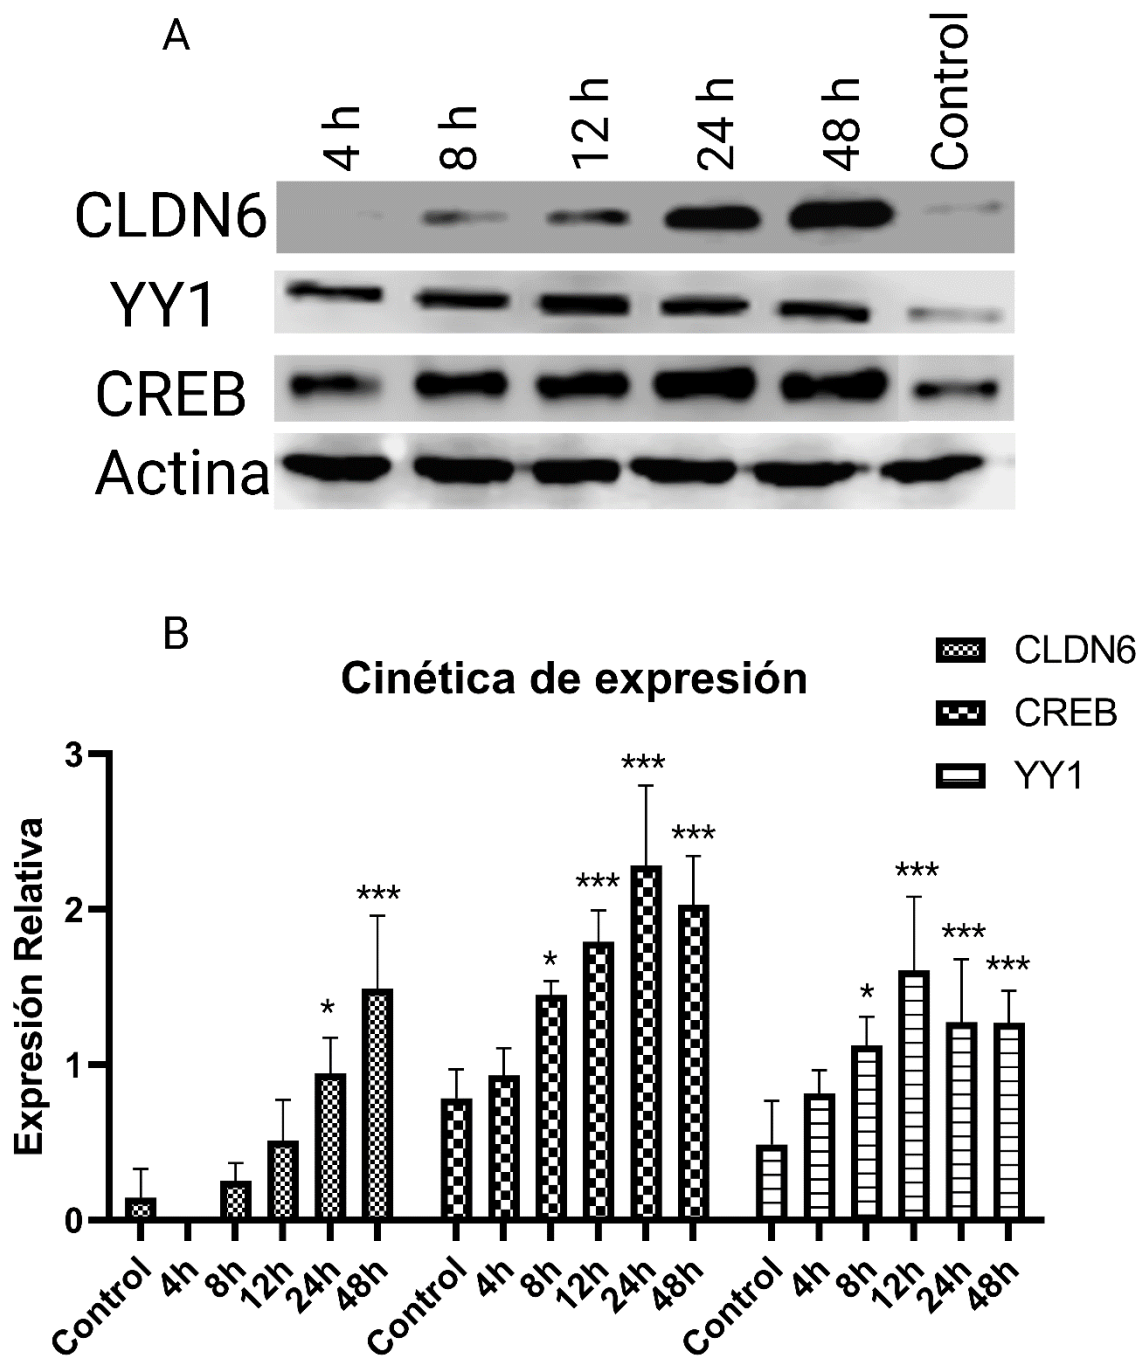 A
4 h 8 h 12 h 24 h 48 h Control
CLDN6
YY1
CREB
Actina
B
Cinética de expresión
CLDN6
CREB
YY1
Expresión Relativa
3
2
1
0
***
*
***
*
***
***
***
*
***
***
Control 4h 8h 12h 24h 48h Control 4h 8h 12h 24h 48h Control 4h 8h 12h 24h 48h